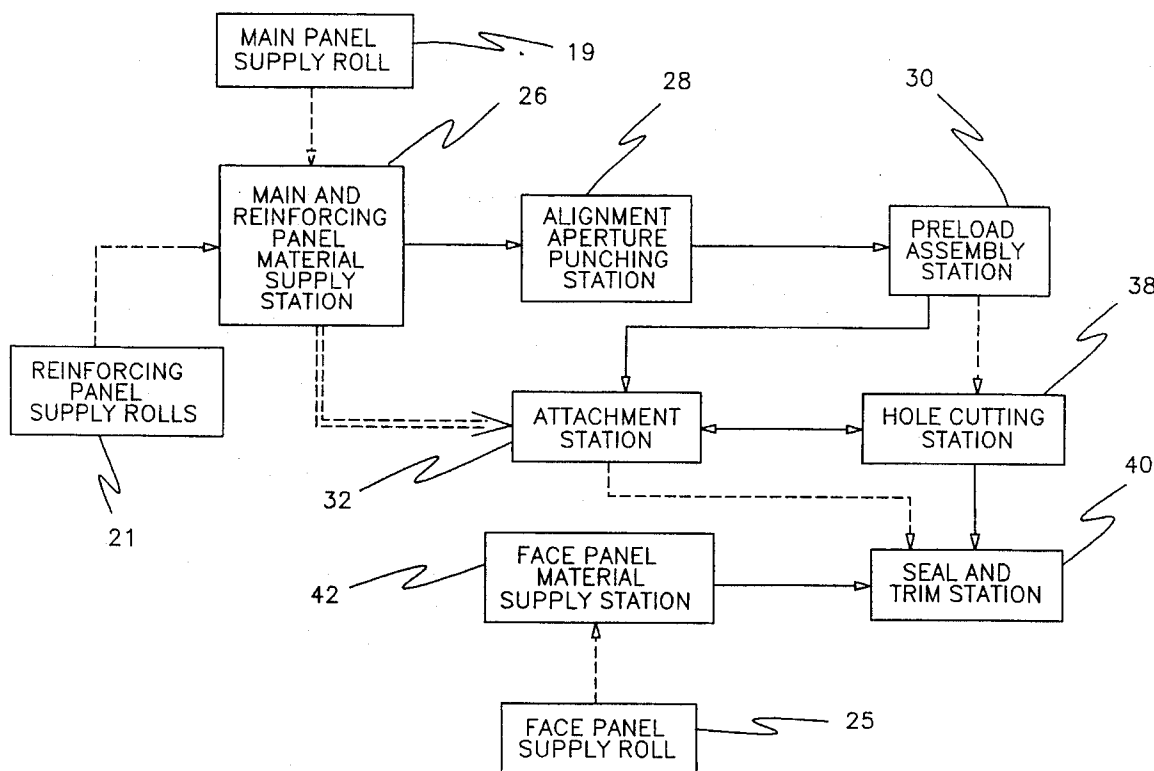 MAIN PANEL
SUPPLY ROLL
19
26
28
30
MAIN AND
REINFORCING
PANEL
MATERIAL
SUPPLY
STATION
ALIGNMENT
APERTURE
PUNCHING
STATION
PRELOAD
ASSEMBLY
STATION
38
REINFORCING
PANEL
SUPPLY ROLLS
21
ATTACHMENT
STATION
32
HOLE CUTTING
STATION
40
FACE PANEL
MATERIAL
SUPPLY STATION
42
SEAL AND
TRIM STATION
FACE PANEL
SUPPLY ROLL
25